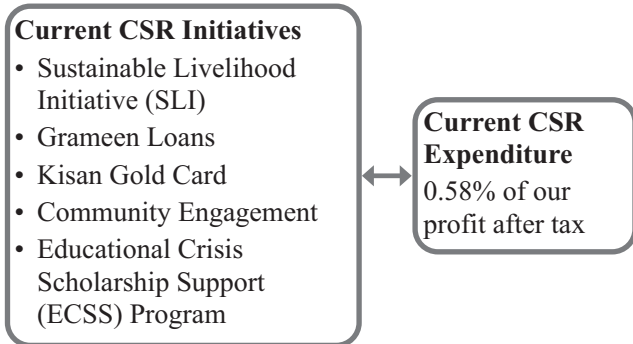 Current CSR Initiatives
• Sustainable Livelihood
Initiative (SLI)
• Grameen Loans
• Kisan Gold Card
• Community Engagement
• Educational Crisis
Scholarship Support
(ECSS) Program
Current CSR
Expenditure
0.58% of our
profit after tax